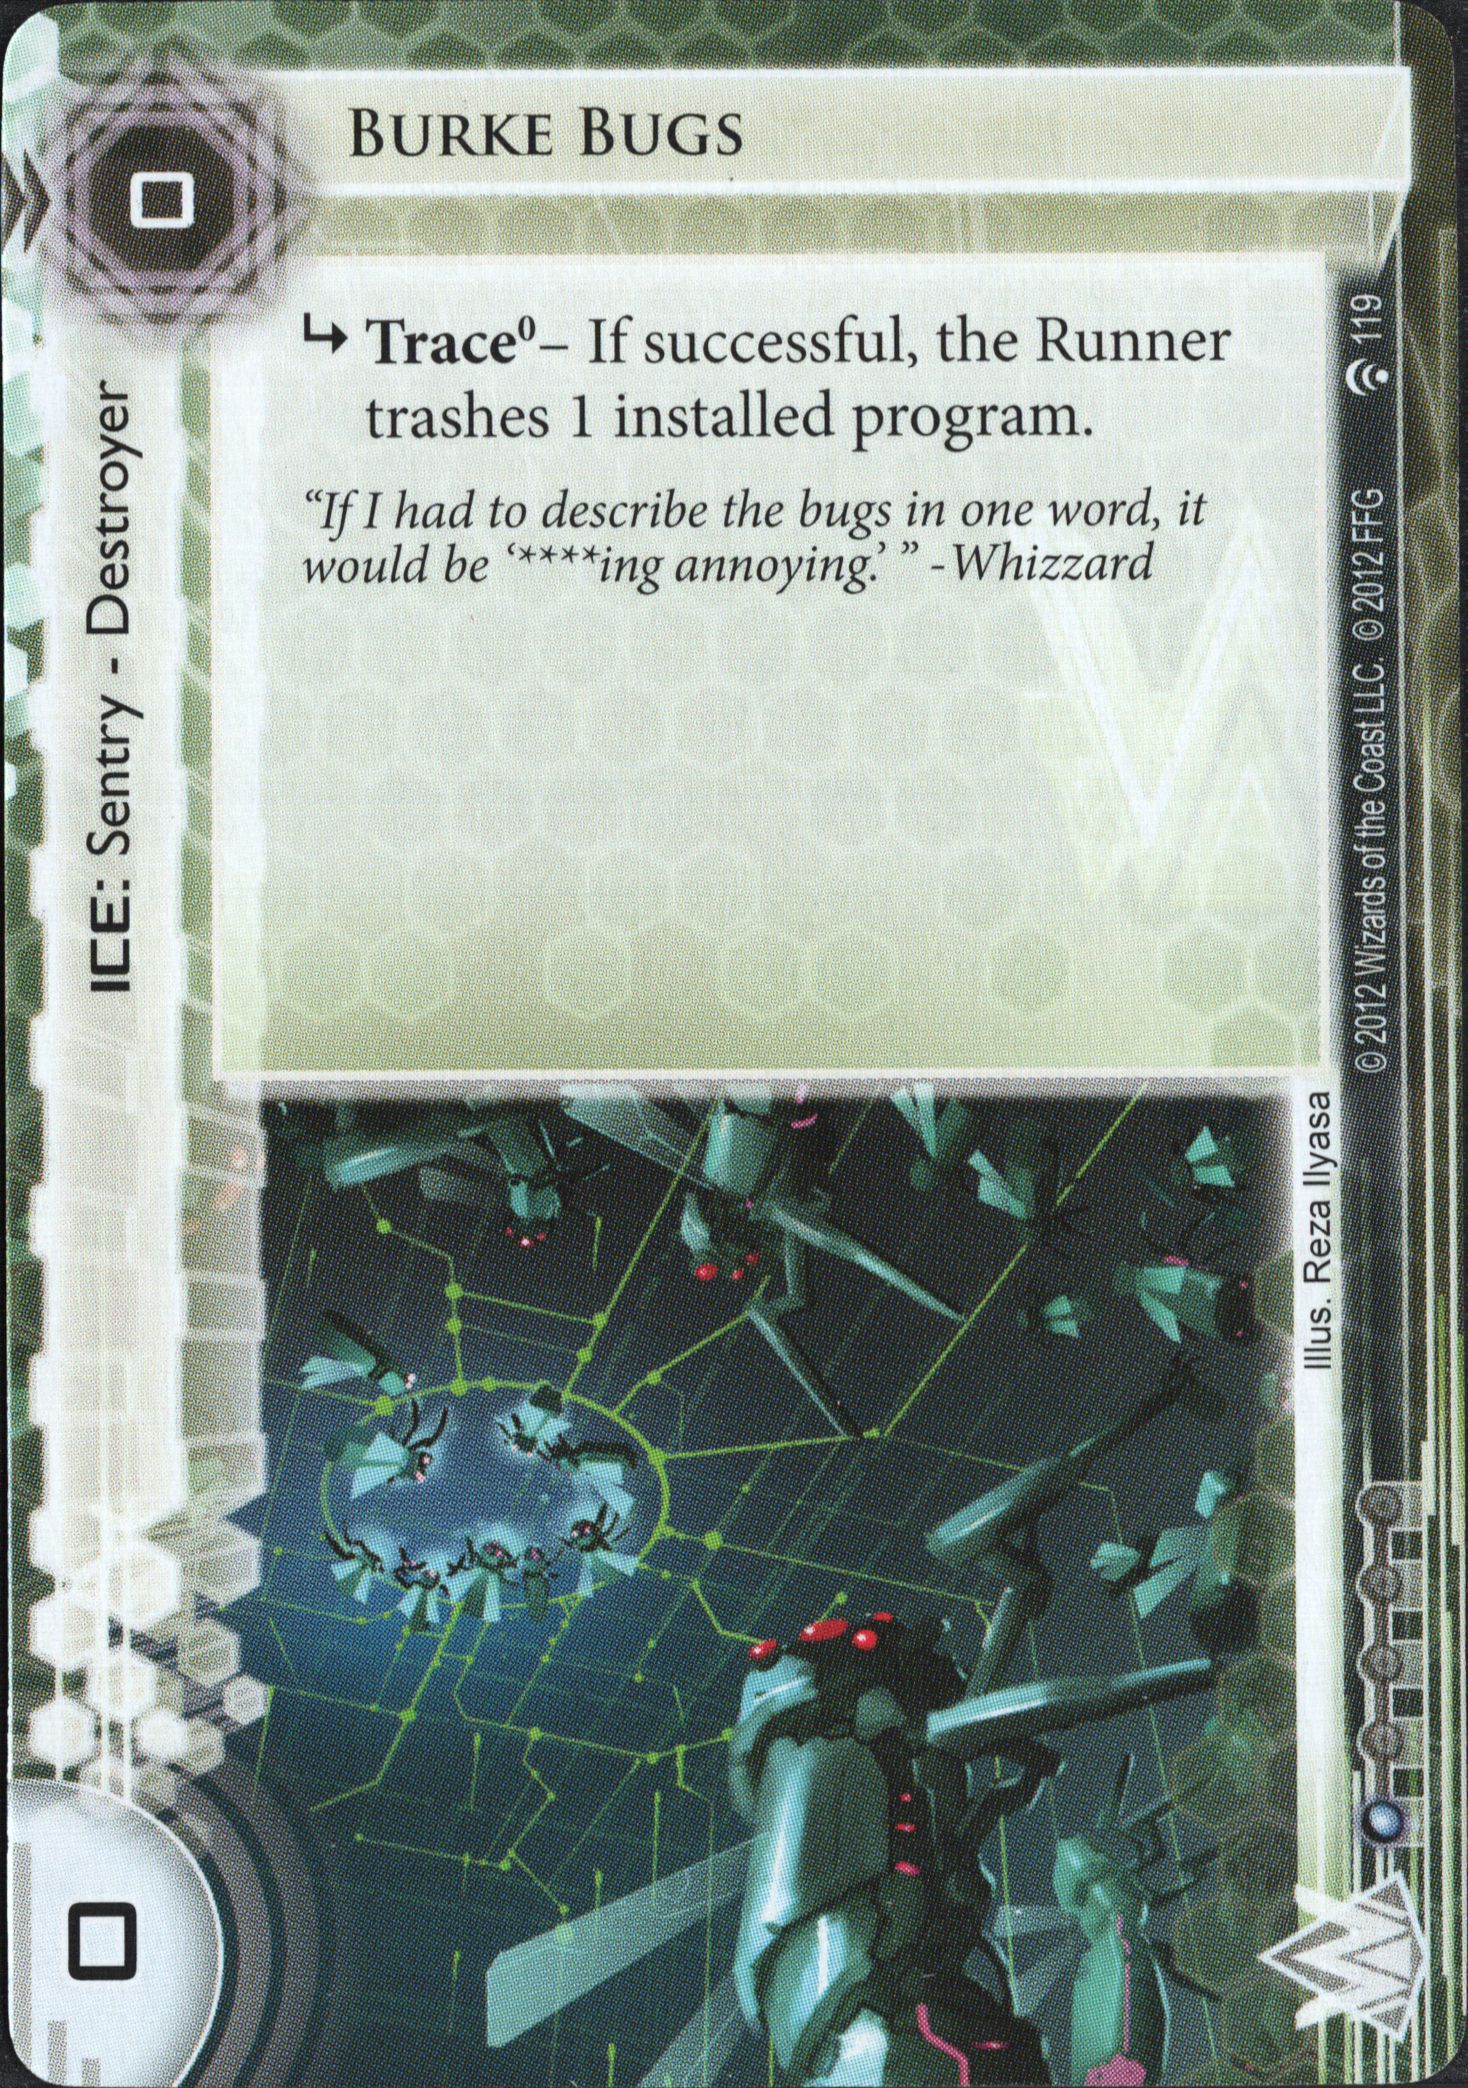 BURKE BUGS
0
↳ Trace⁰– If successful, the Runner
trashes 1 installed program.
“If I had to describe the bugs in one word, it
would be ‘****ing annoying.’ ” -Whizzard
ICE: Sentry - Destroyer
0
Illus. Reza Ilyasa
© 2012 Wizards of the Coast LLC. © 2012 FFG
119